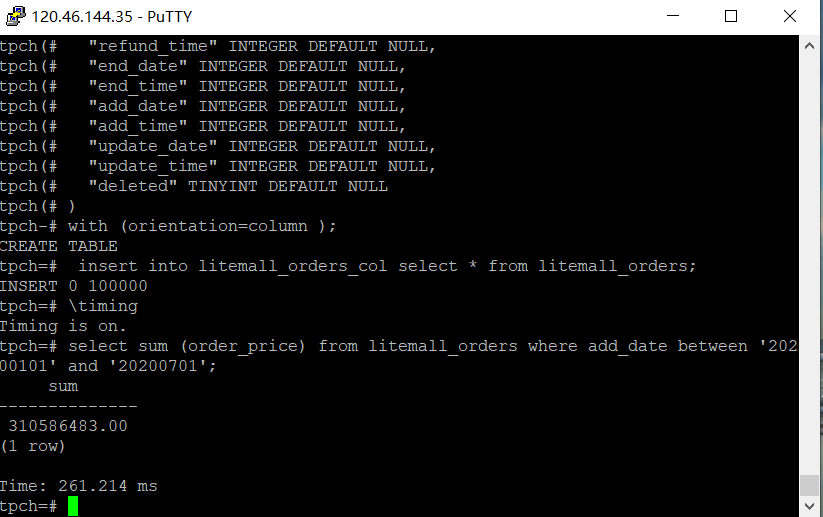 120.46.144.35 - PuTTY
tpch(#   "refund_time" INTEGER DEFAULT NULL,
tpch(#   "end_date" INTEGER DEFAULT NULL,
tpch(#   "end_time" INTEGER DEFAULT NULL,
tpch(#   "add_date" INTEGER DEFAULT NULL,
tpch(#   "add_time" INTEGER DEFAULT NULL,
tpch(#   "update_date" INTEGER DEFAULT NULL,
tpch(#   "update_time" INTEGER DEFAULT NULL,
tpch(#   "deleted" TINYINT DEFAULT NULL
tpch(# )
tpch-# with (orientation=column );
CREATE TABLE
tpch=#  insert into litemall_orders_col select * from litemall_orders;
INSERT 0 100000
tpch=# \timing
Timing is on.
tpch=# select sum (order_price) from litemall_orders where add_date between '202
00101' and '20200701';
     sum
--------------
 310586483.00
(1 row)

Time: 261.214 ms
tpch=#